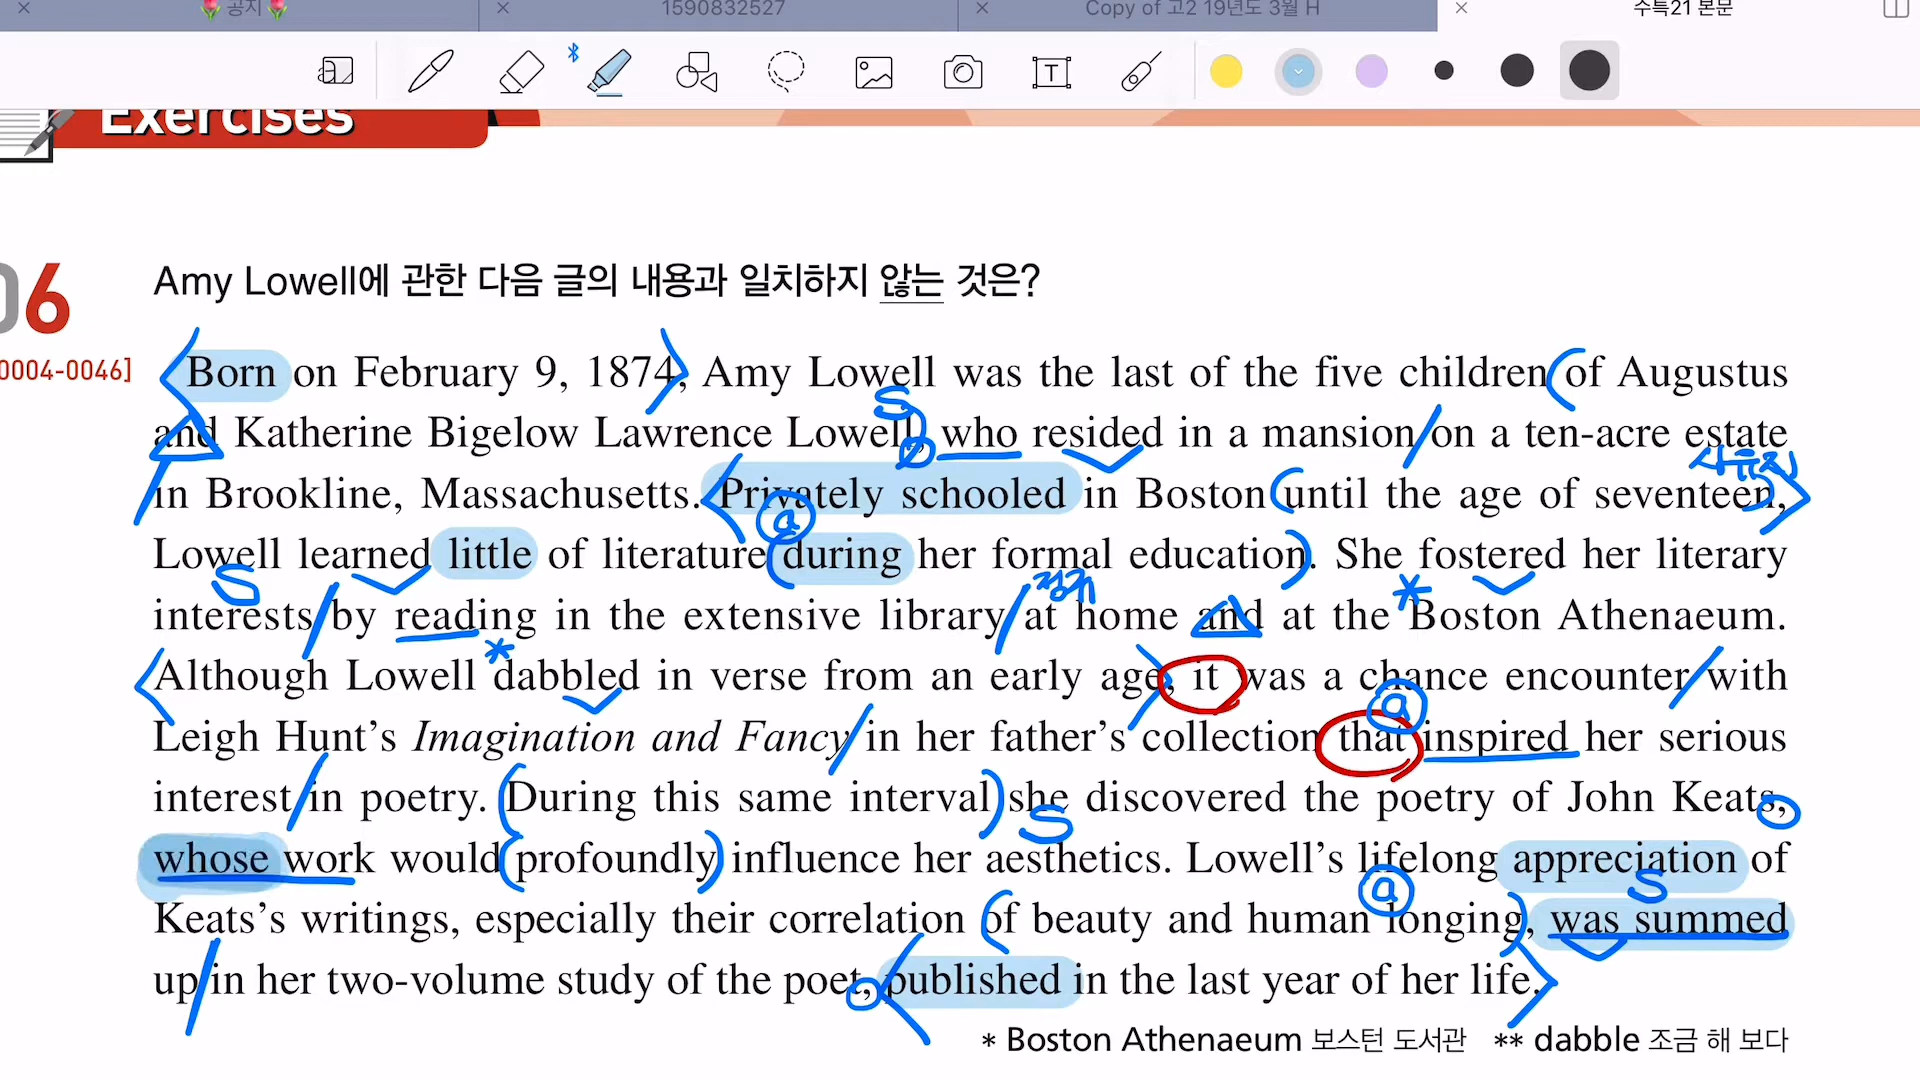 공지
1590832527
Copy of 고2 19년도 3월 H
수특21 본문
Exercises
06
0004-0046]
Amy Lowell에 관한 다음 글의 내용과 일치하지 않는 것은?
Born on February 9, 1874, Amy Lowell was the last of the five children of Augustus
and Katherine Bigelow Lawrence Lowell, who resided in a mansion on a ten-acre estate
사유지
in Brookline, Massachusetts. Privately schooled in Boston until the age of seventeen,
Lowell learned little of literature during her formal education. She fostered her literary
interests by reading in the extensive library at home and at the Boston Athenaeum.
Although Lowell dabbled in verse from an early age, it was a chance encounter with
Leigh Hunt's Imagination and Fancy in her father's collection that inspired her serious
interest in poetry. During this same interval she discovered the poetry of John Keats,
whose work would profoundly influence her aesthetics. Lowell's lifelong appreciation of
Keats's writings, especially their correlation of beauty and human longing, was summed
up in her two-volume study of the poet, published in the last year of her life.
* Boston Athenaeum 보스턴 도서관 ** dabble 조금 해 보다